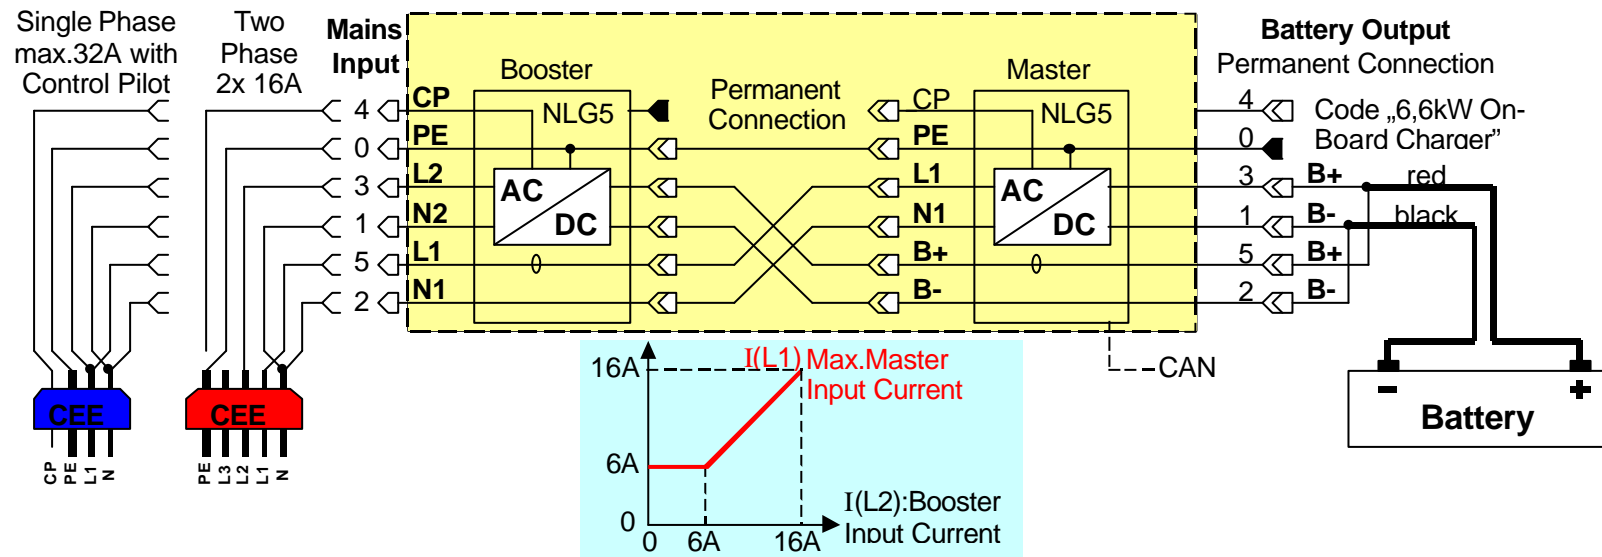 Single Phase
max.32A with
Control Pilot
Two
Phase
2x 16A
Mains
Input
Booster
Permanent
Connection
Master
Battery Output
Permanent Connection
Code „6,6kW On-
Board Charger”
4 CP NLG5 CP NLG5 4
0 PE PE 0
3 L2 AC L1 AC 3 B+ red
1 N2 DC N1 DC 1 B- black
5 L1 B+ 5 B+
2 N1 B- 2 B-
CAN
CEE
CP PE L1 N
CEE
PE L3 L2 L1 N
16A
I(L1) Max.Master
Input Current
6A
0
0 6A 16A
I(L2):Booster
Input Current
- +
Battery